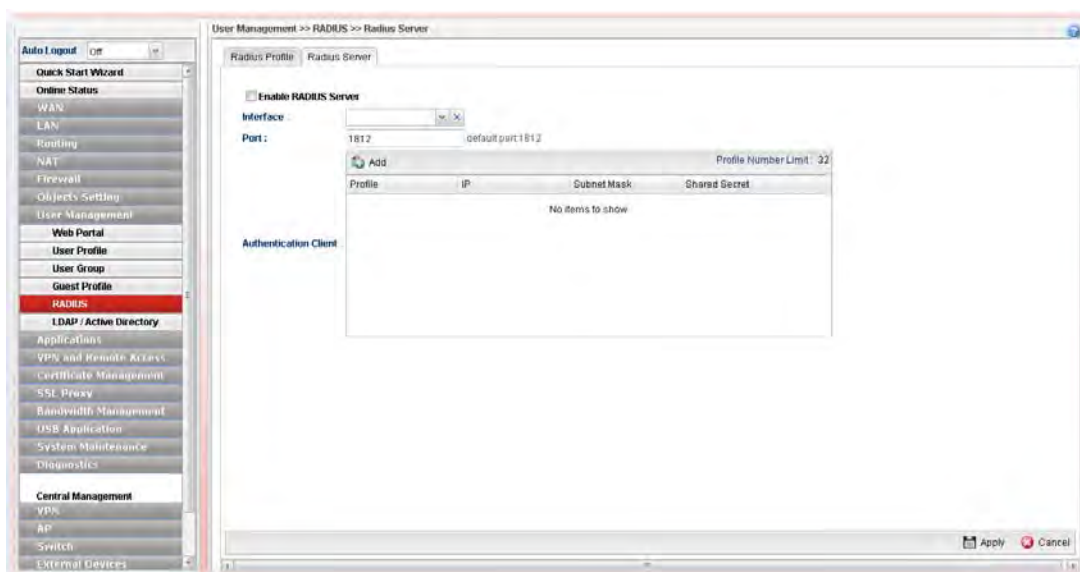 User Management >> RADIUS >> Radius Server
Auto Logout Off
Quick Start Wizard
Online Status
WAN
LAN
Routing
NAT
Firewall
Objects Setting
User Management
Web Portal
User Profile
User Group
Guest Profile
RADIUS
LDAP / Active Directory
Applications
VPN and Remote Access
Certificate Management
SSL Proxy
Bandwidth Management
USB Application
System Maintenance
Diagnostics
Central Management
VPN
AP
Switch
External Devices
Radius Profile Radius Server
Enable RADIUS Server
Interface
Port : 1812 default port:1812
Add Profile Number Limit : 32
Profile IP Subnet Mask Shared Secret
No items to show
Authentication Client
Apply Cancel